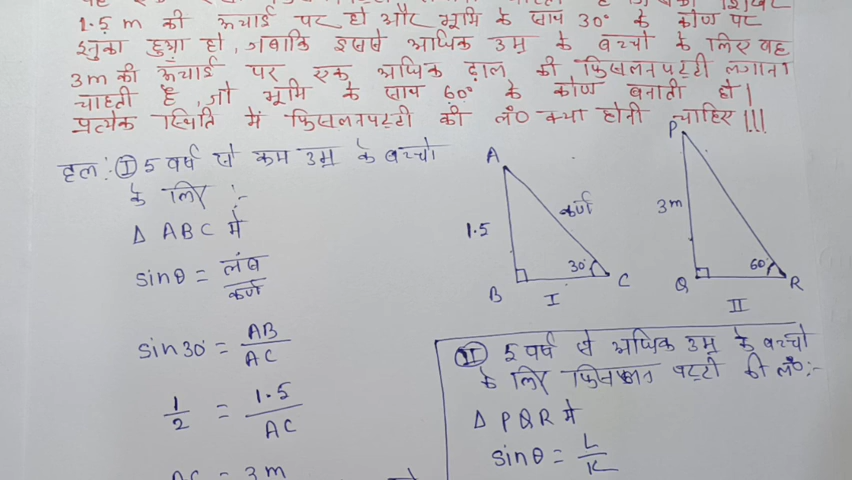 1.5 m की ऊंचाई पर हो और भूमि के साथ 30° के कोण पर
झुका हुआ हो, जबकि इससे अधिक उम्र के बच्चो के लिए वह
3m की ऊंचाई पर एक अधिक ढाल की फिसलनपट्टी लगाना
चाहती है, जो भूमि के साथ 60° के कोण बनाती हो।
प्रत्येक स्थिति में फिसलनपट्टी की लं० क्या होनी चाहिए |||
हल: Ⓘ 5 वर्ष से कम उम्र के बच्चो
के लिए :-
Δ ABC में
sinθ = लंब/कर्ण
sin30° = AB/AC
1/2 = 1.5/AC
AC = 3m
A
1.5
कर्ण
30°
B
C
I
P
3m
60°
Q
R
II
(II) 5 वर्ष से अधिक उम्र के बच्चो
के लिए फिसलन पट्टी की लं० :-
Δ PQR में
sinθ = L/K